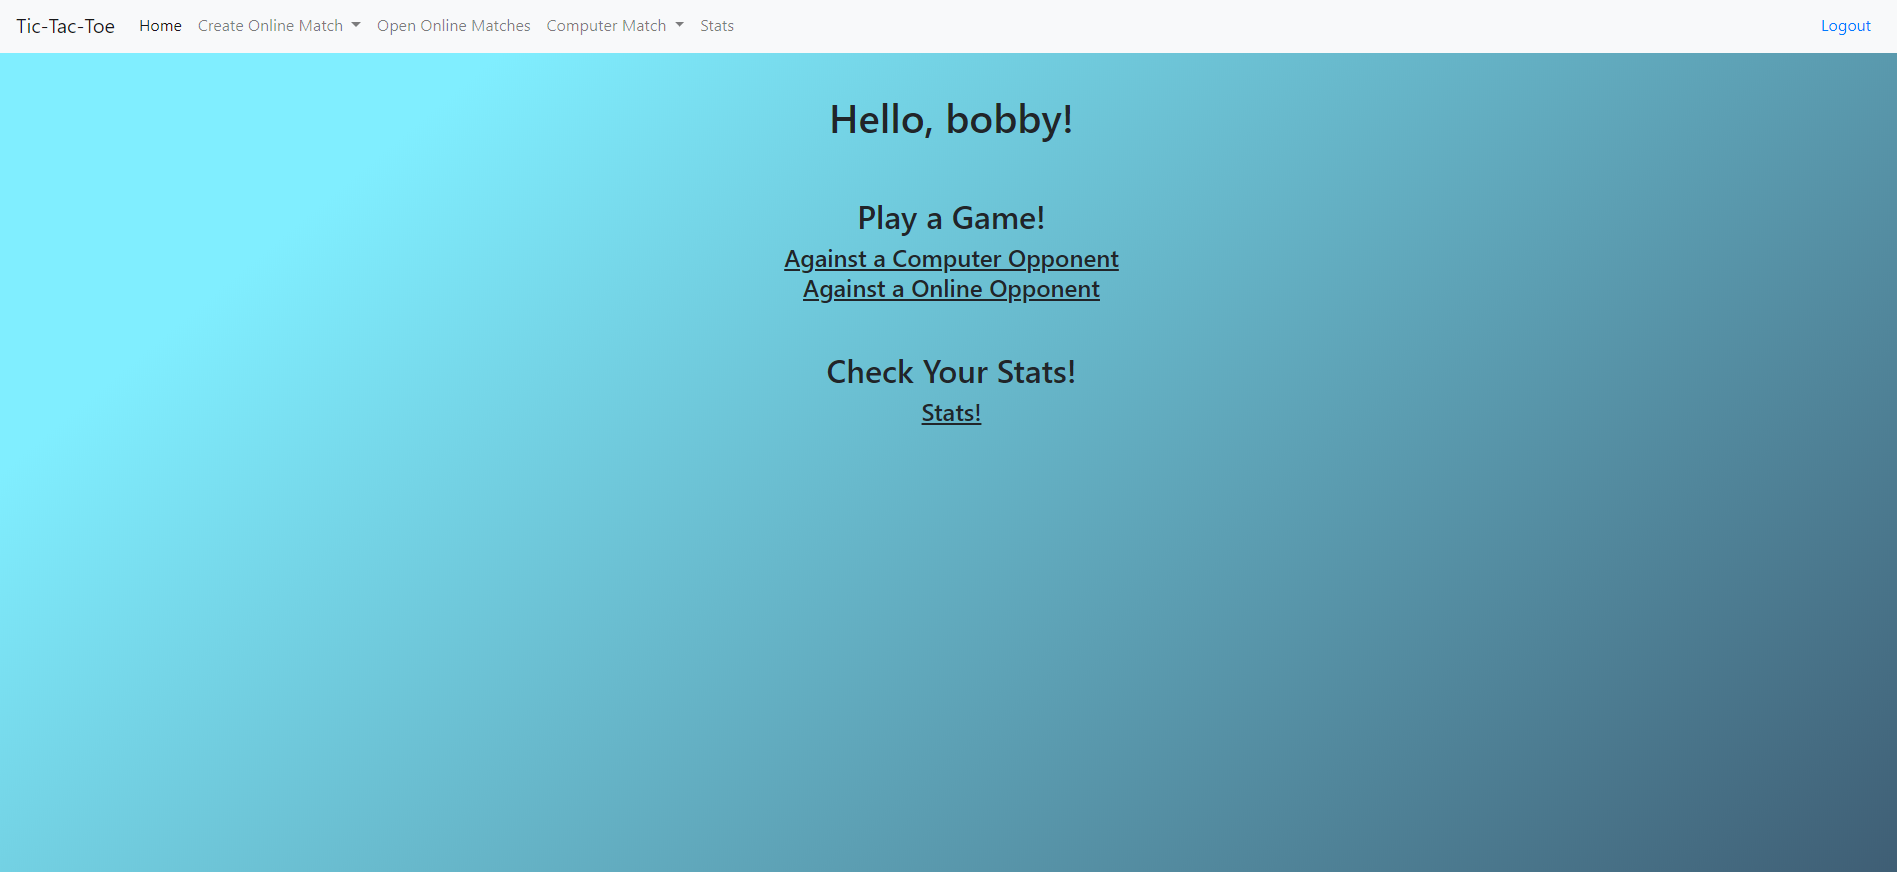 Tic-Tac-Toe Home Create Online Match Open Online Matches Computer Match Stats Logout
Hello, bobby!
Play a Game!
Against a Computer Opponent
Against a Online Opponent
Check Your Stats!
Stats!